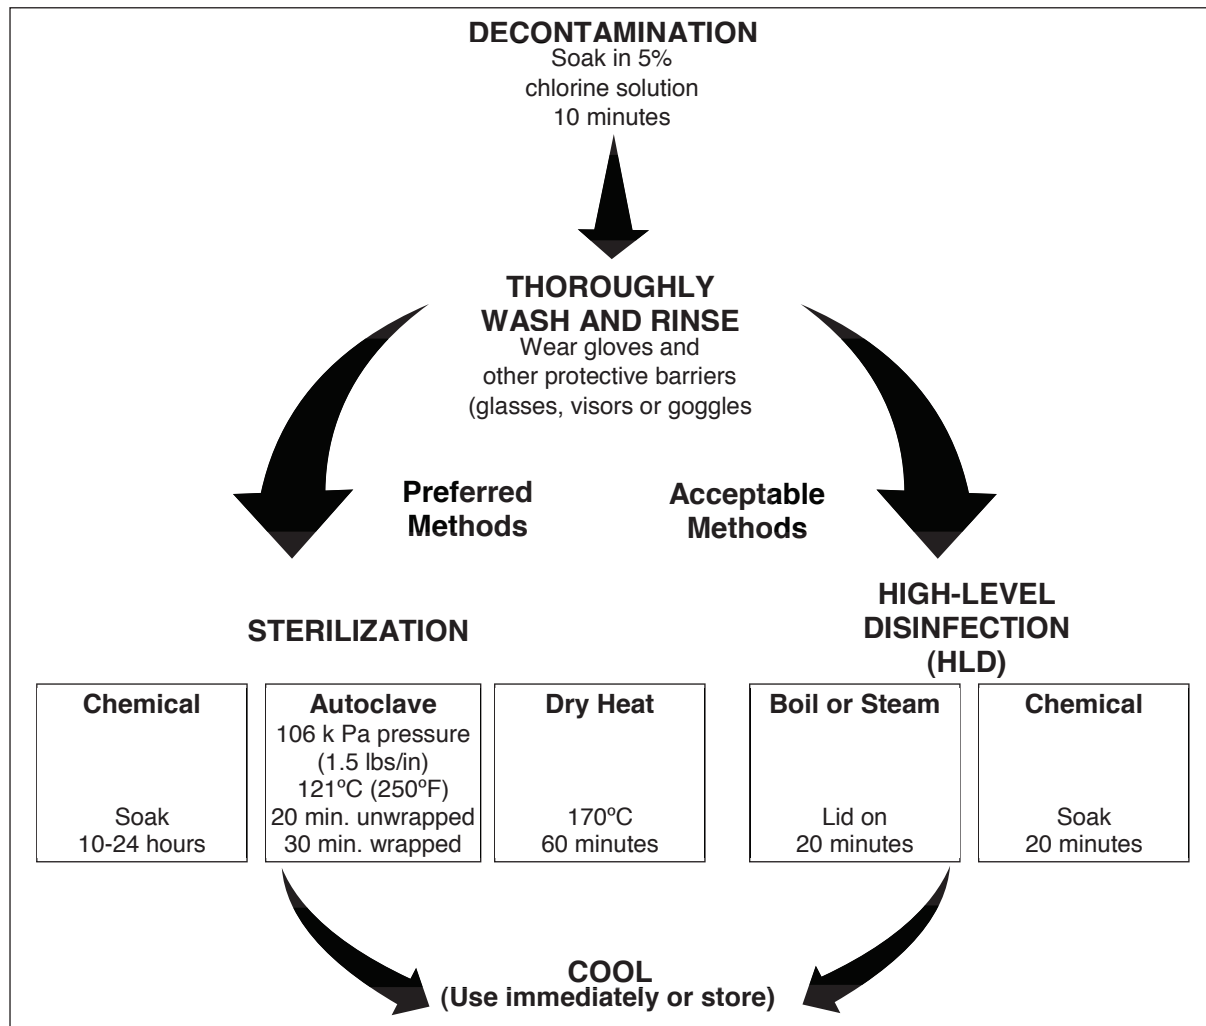 DECONTAMINATION
Soak in 5%
chlorine solution
10 minutes
THOROUGHLY
WASH AND RINSE
Wear gloves and
other protective barriers
(glasses, visors or goggles
Preferred
Methods
Acceptable
Methods
STERILIZATION
HIGH-LEVEL
DISINFECTION
(HLD)
Chemical
Soak
10-24 hours
Autoclave
106 k Pa pressure
(1.5 lbs/in)
121ºC (250ºF)
20 min. unwrapped
30 min. wrapped
Dry Heat
170ºC
60 minutes
Boil or Steam
Lid on
20 minutes
Chemical
Soak
20 minutes
COOL
(Use immediately or store)